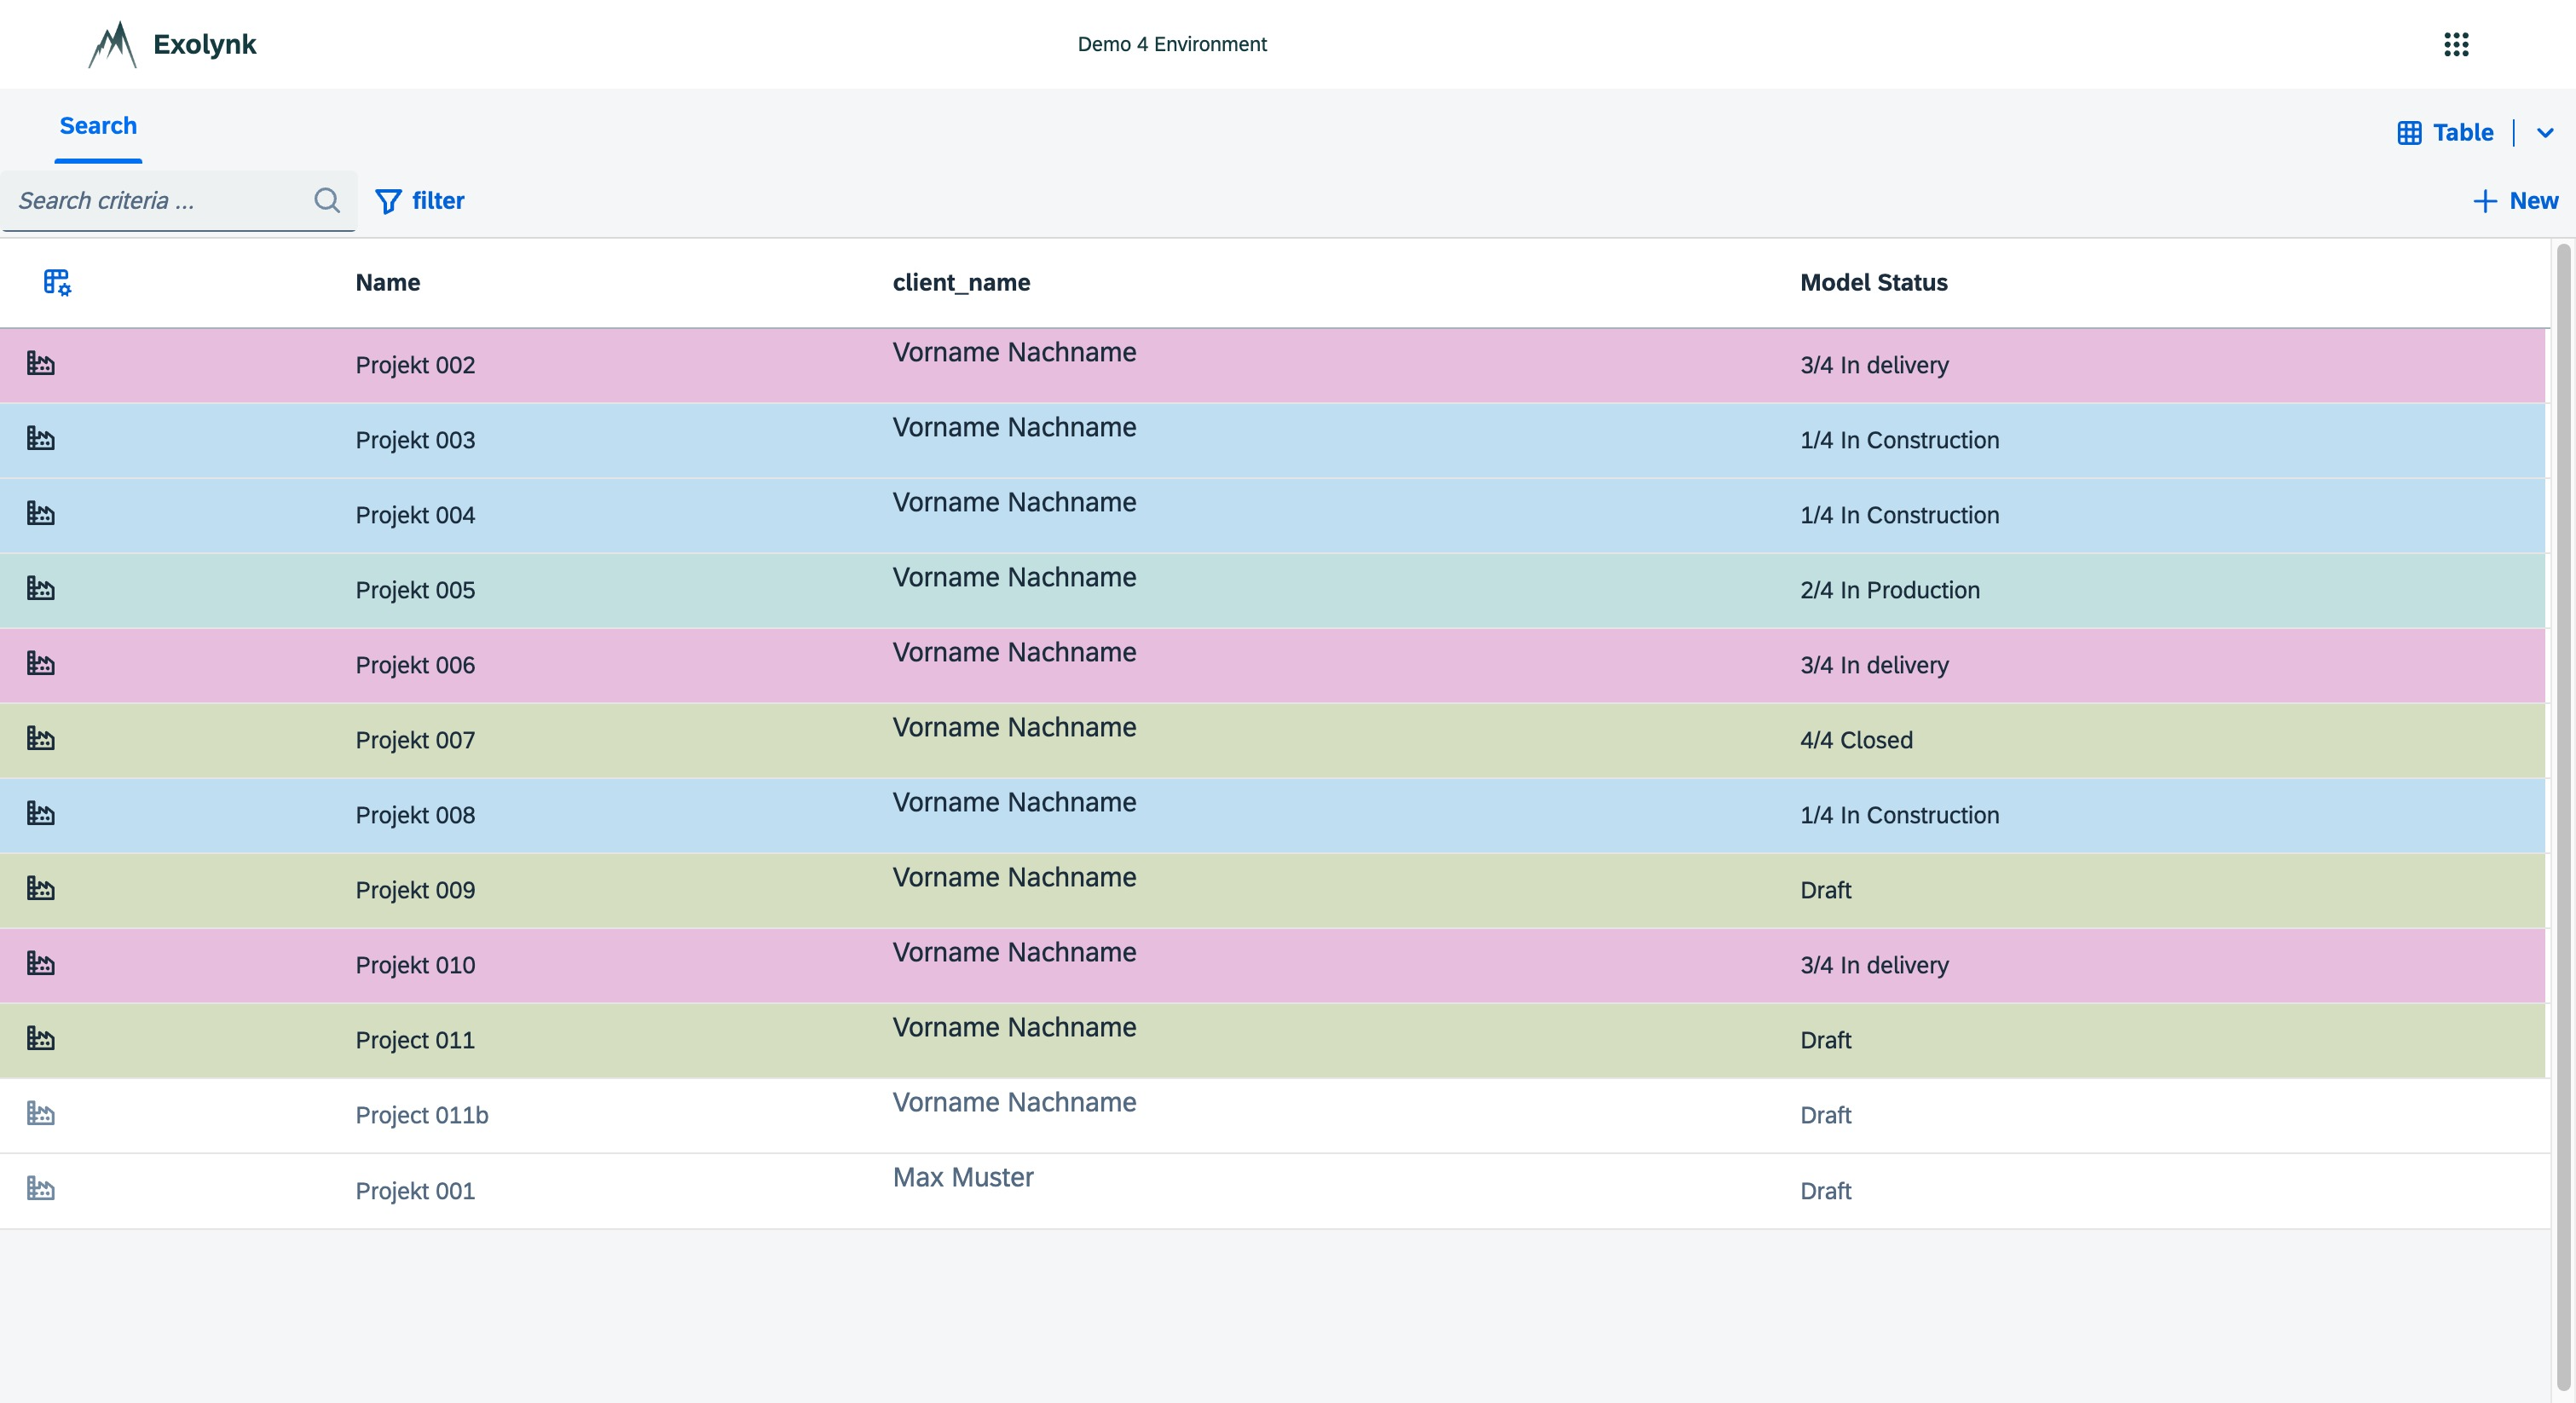 Exolynk
Demo 4 Environment
Search
Table
Search criteria ...
filter
New
Name client_name Model Status
Projekt 002 Vorname Nachname 3/4 In delivery
Projekt 003 Vorname Nachname 1/4 In Construction
Projekt 004 Vorname Nachname 1/4 In Construction
Projekt 005 Vorname Nachname 2/4 In Production
Projekt 006 Vorname Nachname 3/4 In delivery
Projekt 007 Vorname Nachname 4/4 Closed
Projekt 008 Vorname Nachname 1/4 In Construction
Projekt 009 Vorname Nachname Draft
Projekt 010 Vorname Nachname 3/4 In delivery
Project 011 Vorname Nachname Draft
Project 011b Vorname Nachname Draft
Projekt 001 Max Muster Draft